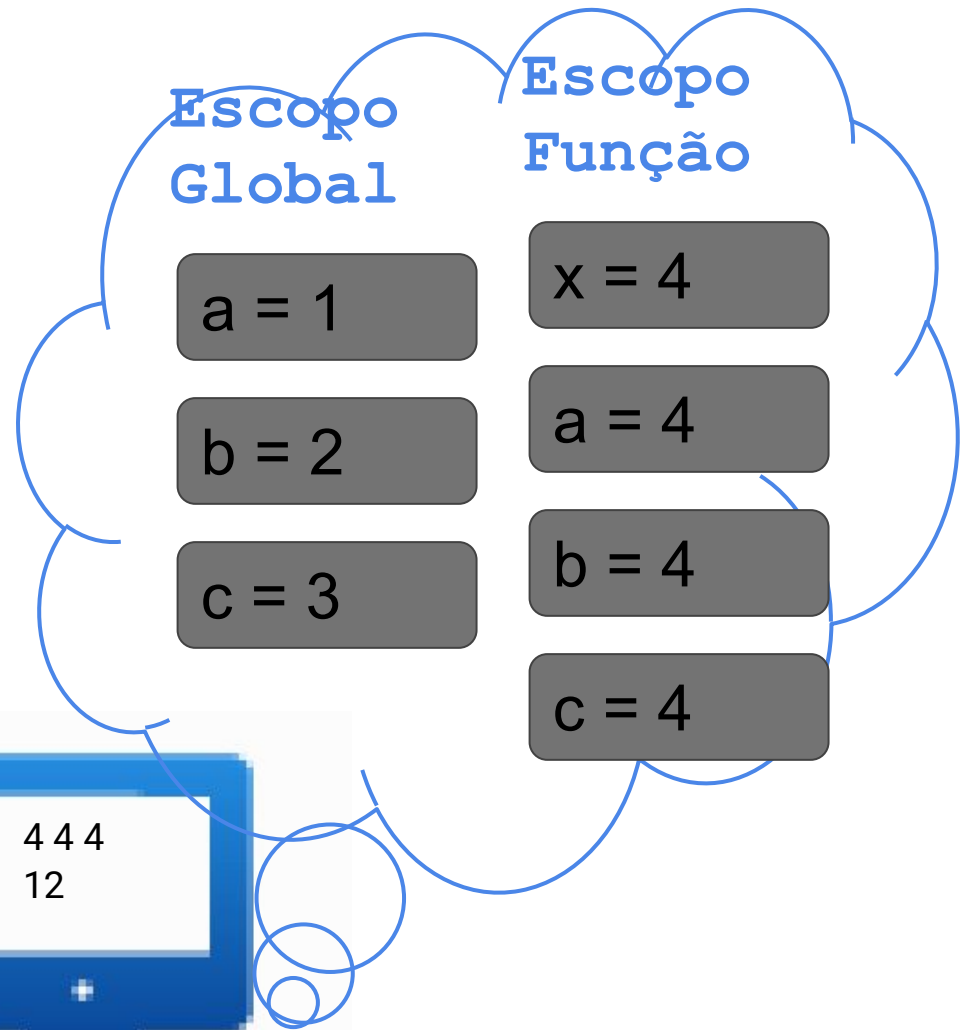 Escopo
Global
a = 1
b = 2
c = 3
Escopo
Função
x = 4
a = 4
b = 4
c = 4
4 4 4
12